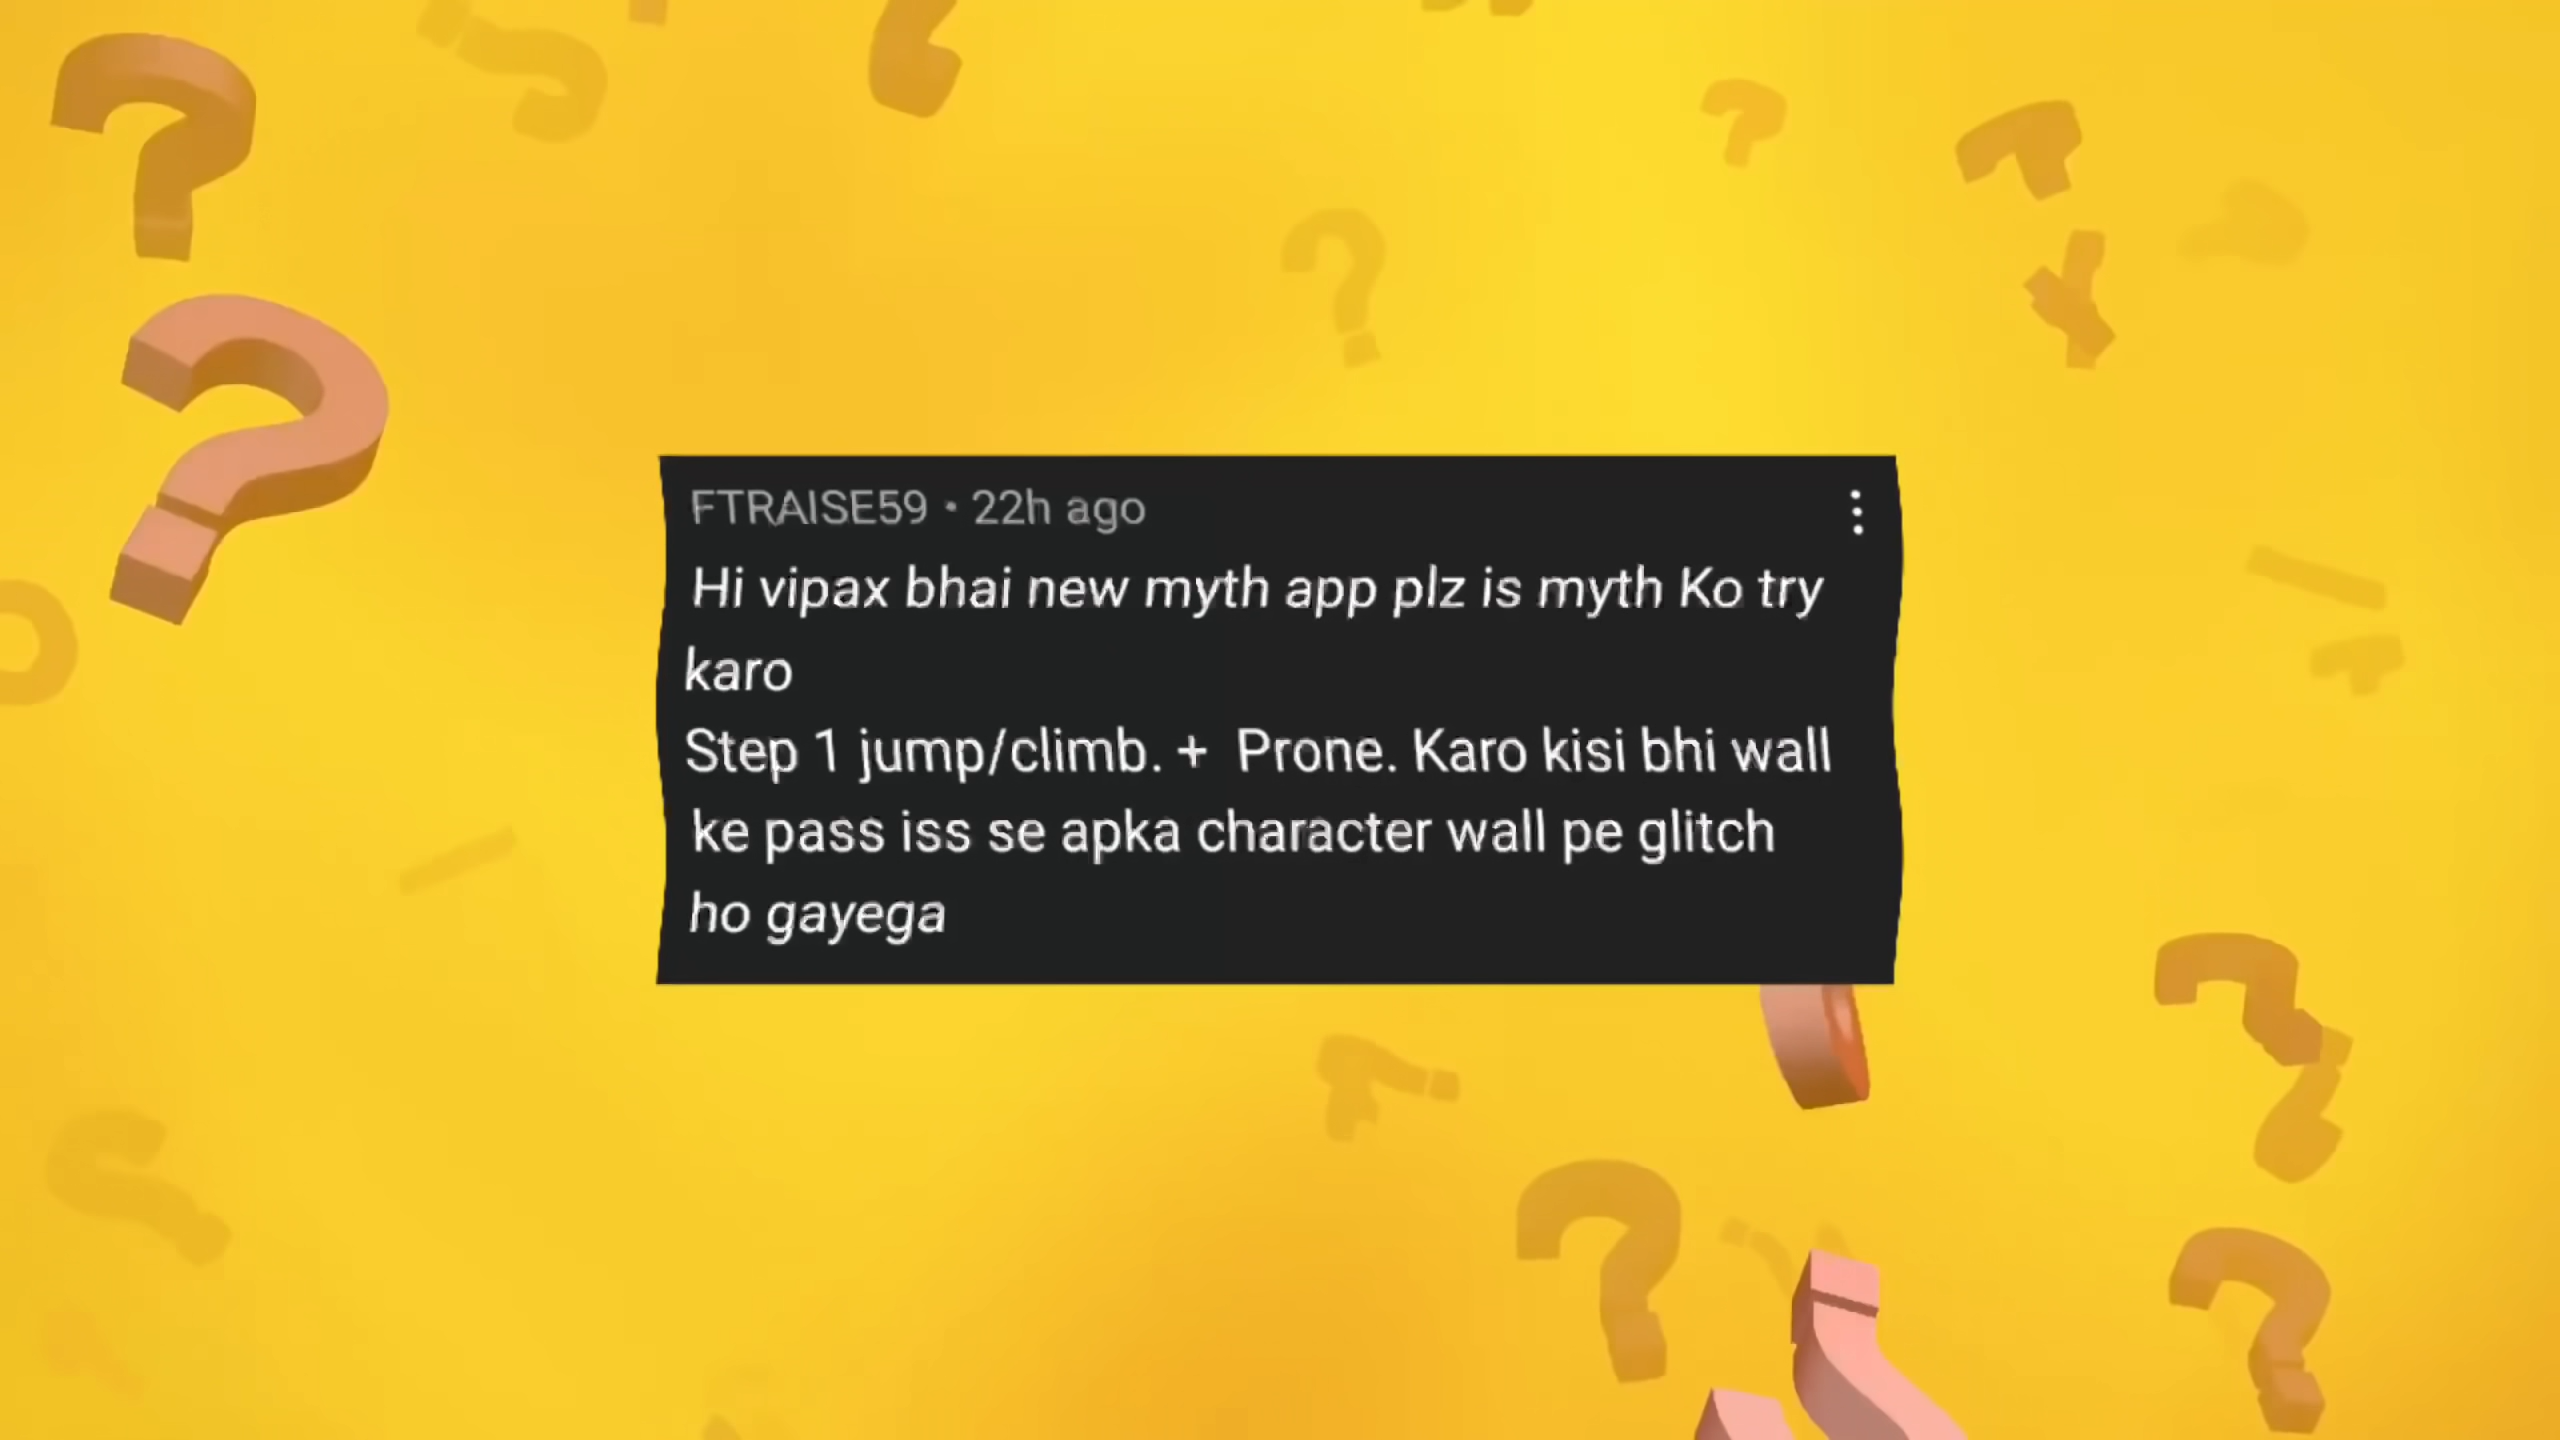 FTRAISE59 • 22h ago
Hi vipax bhai new myth app plz is myth Ko try
karo
Step 1 jump/climb. + Prone. Karo kisi bhi wall
ke pass iss se apka character wall pe glitch
ho gayega